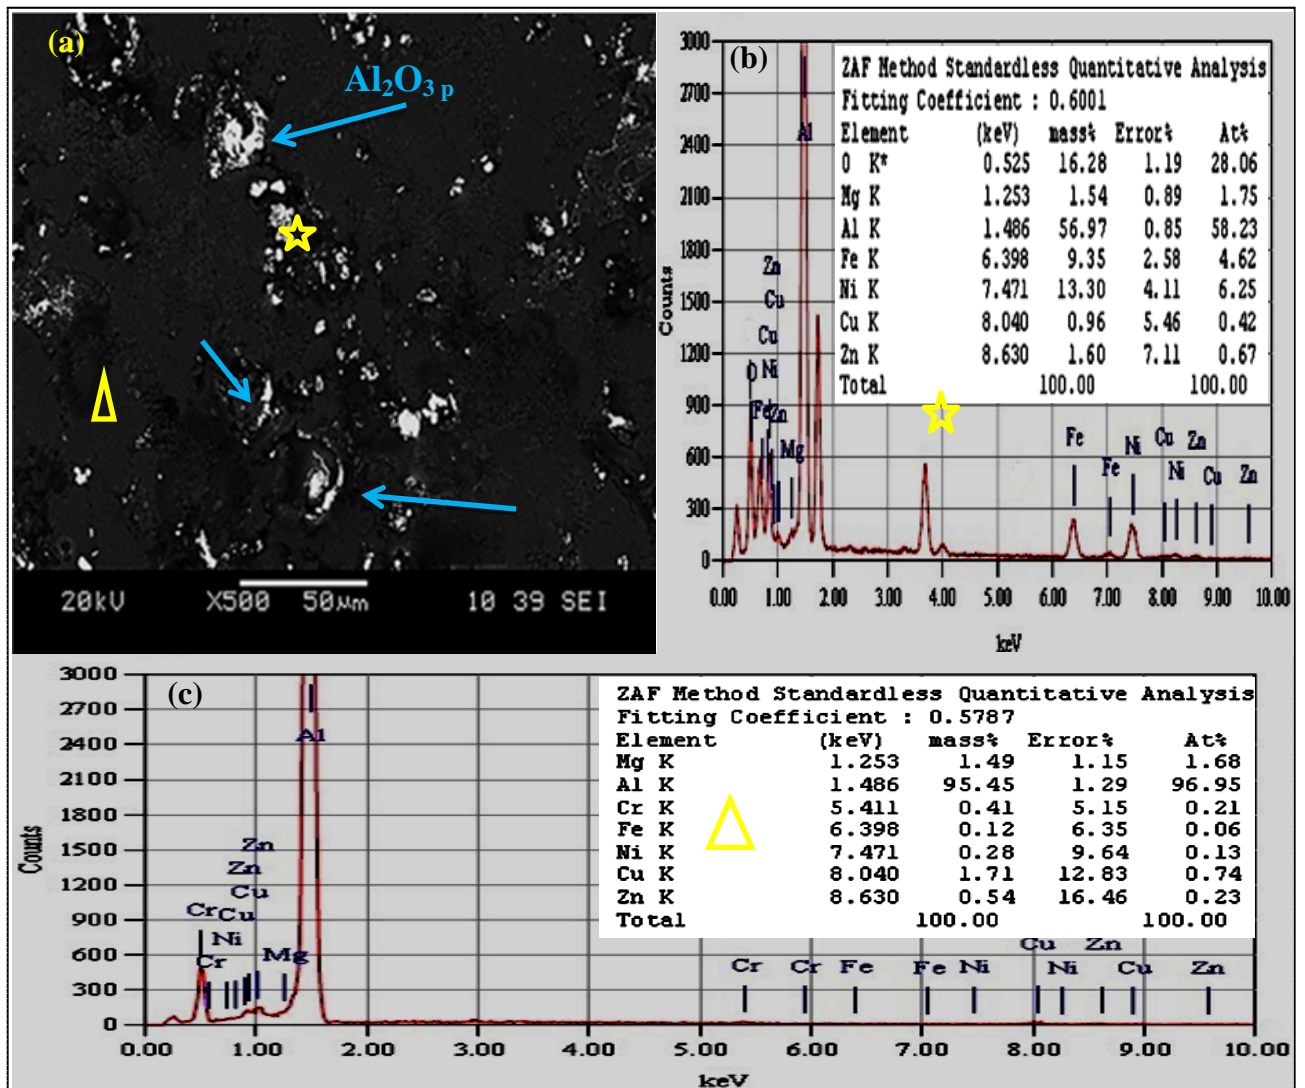 (a)
Al2O3 p
20kU X500 50µm 10 39 SEI
(b)
ZAF Method Standless Quantitative Analysis
Fitting Coefficient : 0.6001
Element (keV) mass% Error% At%
O K* 0.525 16.28 1.19 28.06
Mg K 1.253 1.54 0.89 1.75
Al K 1.486 56.97 0.85 58.23
Fe K 6.398 9.35 2.58 4.62
Ni K 7.471 13.30 4.11 6.25
Cu K 8.040 0.96 5.46 0.42
Zn K 8.630 1.60 7.11 0.67
Total 100.00 100.00
Counts
3000
2700
2400
2100
1800
1500
1200
900
600
300
0
Al
Zn
Cu
Cu
O Ni
Fe Zn
Mg
Fe Fe Ni Cu Ni Zn Cu Zn
0.00 1.00 2.00 3.00 4.00 5.00 6.00 7.00 8.00 9.00 10.00
keV
(c)
ZAF Method Standardless Quantitative Analysis
Fitting Coefficient : 0.5787
Element (keV) mass% Error% At%
Mg K 1.253 1.49 1.15 1.68
Al K 1.486 95.45 1.29 96.95
Cr K 5.411 0.41 5.15 0.21
Fe K 6.398 0.12 6.35 0.06
Ni K 7.471 0.28 9.64 0.13
Cu K 8.040 1.71 12.83 0.74
Zn K 8.630 0.54 16.46 0.23
Total 100.00 100.00
Counts
3000
2700
2400
2100
1800
1500
1200
900
600
300
0
Al
Zn
Zn
Cu
Cr Cu
Ni
Cr Mg
Cu Zn
Cr Cr Fe Fe Ni Ni Cu Zn
0.00 1.00 2.00 3.00 4.00 5.00 6.00 7.00 8.00 9.00 10.00
keV